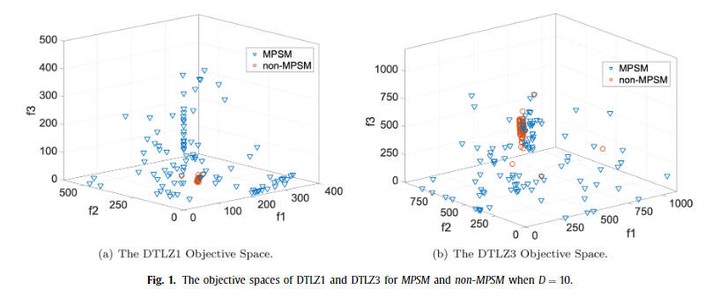 500
400
300
200
100
0
f3
500
250
0
f2
0
100
200
300
400
f1
MPSM
non-MPSM
(a) The DTLZ1 Objective Space.
1000
750
500
250
0
f3
750
500
250
0
f2
0
250
500
750
1000
f1
MPSM
non-MPSM
(b) The DTLZ3 Objective Space.
Fig. 1. The objective spaces of DTLZ1 and DTLZ3 for MPSM and non-MPSM when D = 10.